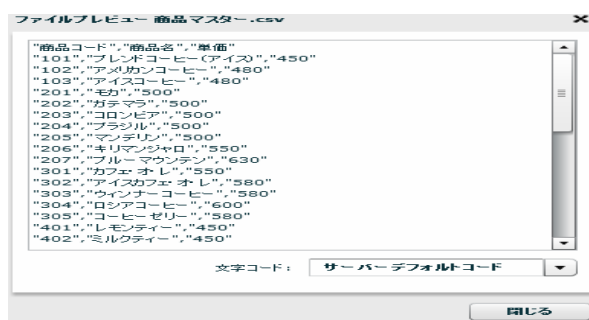 ファイルプレビュー 商品マスター.csv
"商品コード","商品名","単価"
"101","ブレンドコーヒー(アイス)","450"
"102","アメリカンコーヒー","480"
"103","アイスコーヒー","480"
"201","モカ","500"
"202","ガテマラ","500"
"203","コロンビア","500"
"204","ブラジル","500"
"205","マンデリン","500"
"206","キリマンジャロ","550"
"207","ブルーマウンテン","630"
"301","カフェ・オ・レ","550"
"302","アイスカフェ・オ・レ","580"
"303","ウィンナーコーヒー","580"
"304","ロシアコーヒー","600"
"305","コーヒーゼリー","580"
"401","レモンティー","450"
"402","ミルクティー","450"
文字コード: サーバーデフォルトコード
閉じる